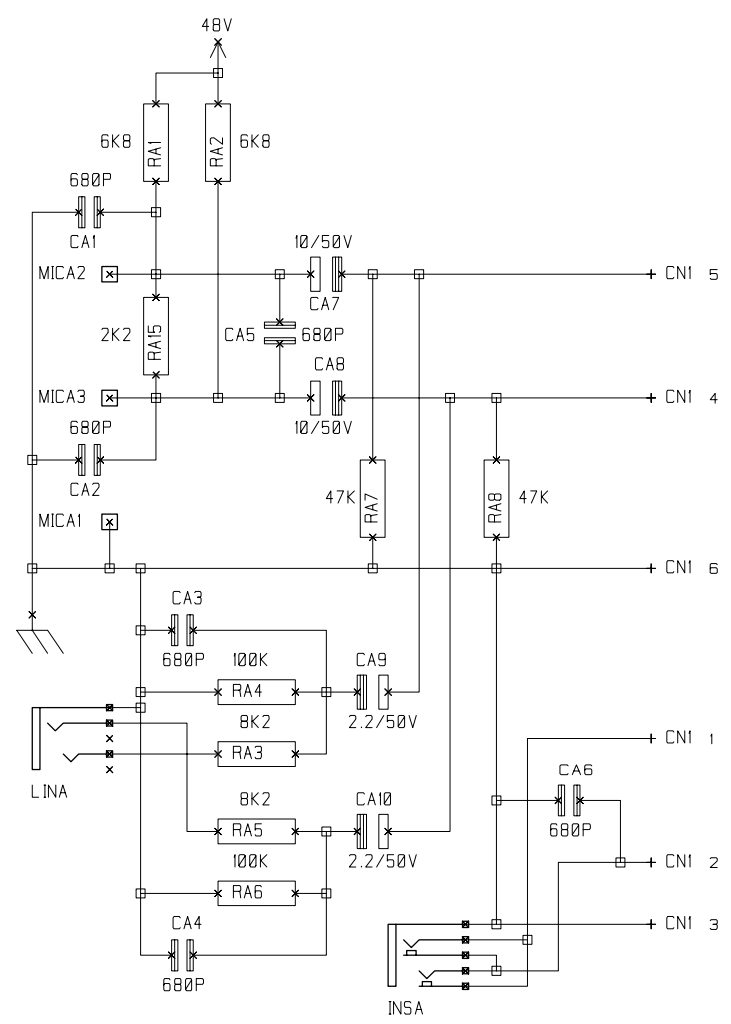 48V
6K8
RA1
RA2
6K8
680P
CA1
10/50V
MICA2
CN1 5
CA7
2K2
RA15
CA5
680P
CA8
MICA3
CN1 4
680P
10/50V
CA2
47K
RA7
RA8
47K
MICA1
CN1 6
CA3
680P
100K
CA9
RA4
8K2
2.2/50V
RA3
CN1 1
LINA
CA6
8K2
CA10
RA5
680P
100K
2.2/50V
CN1 2
RA6
CA4
CN1 3
680P
INSA